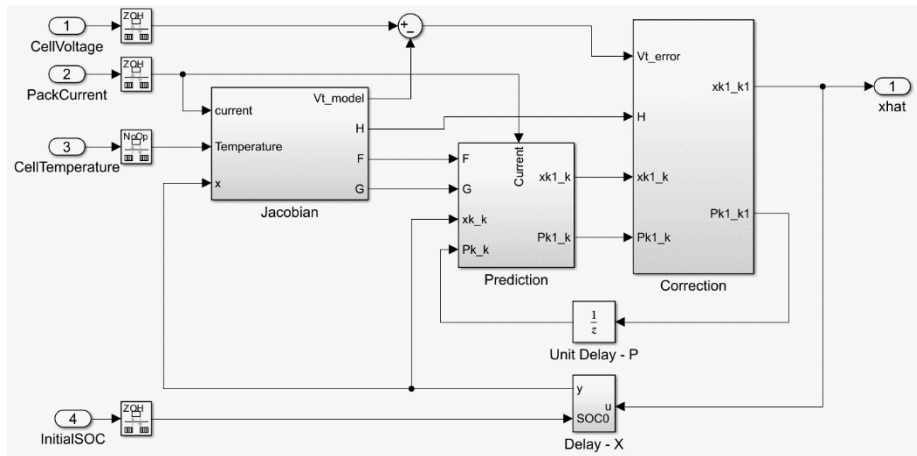 1
ZOH
CellVoltage
2
ZOH
PackCurrent
3
NoOp
CellTemperature
current
Temperature
x
Vt_model
H
F
G
Jacobian
+
−
Current
F
G
xk_k
Pk_k
xk1_k
Pk1_k
Prediction
Vt_error
H
xk1_k
Pk1_k
xk1_k1
Pk1_k1
Correction
1
xhat
1
z
Unit Delay - P
y
u
SOC0
Delay - X
4
ZOH
InitialSOC